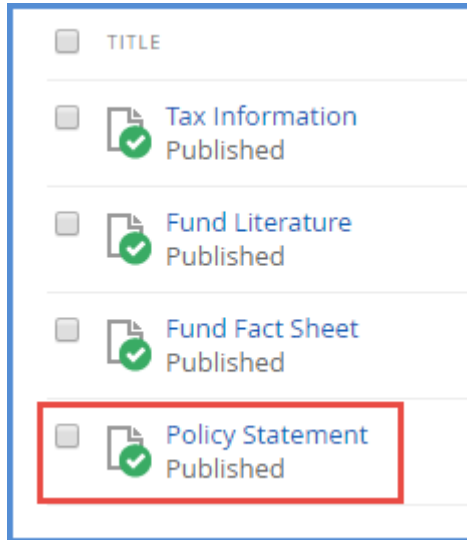 TITLE
Tax Information
Published
Fund Literature
Published
Fund Fact Sheet
Published
Policy Statement
Published